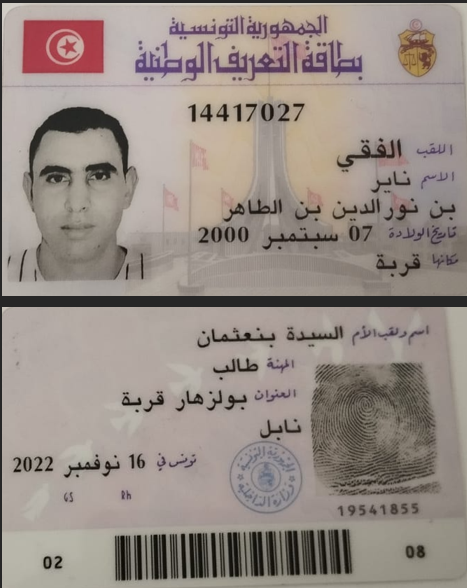 الجمهورية التونسية
بطاقة التعريف الوطنية
14417027
اللقب الفقي
الاسم ناير
بن نورالدين بن الطاهر
تاريخ الولادة 07 سبتمبر 2000
مكانها قربة
اسم ولقب الأم السيدة بنعثمان
المهنة طالب
العنوان بولزهار قربة
نابل
تونس في 16 نوفمبر 2022
GS Rh
الجمهورية التونسية
وزارة الداخلية
19541855
02
08